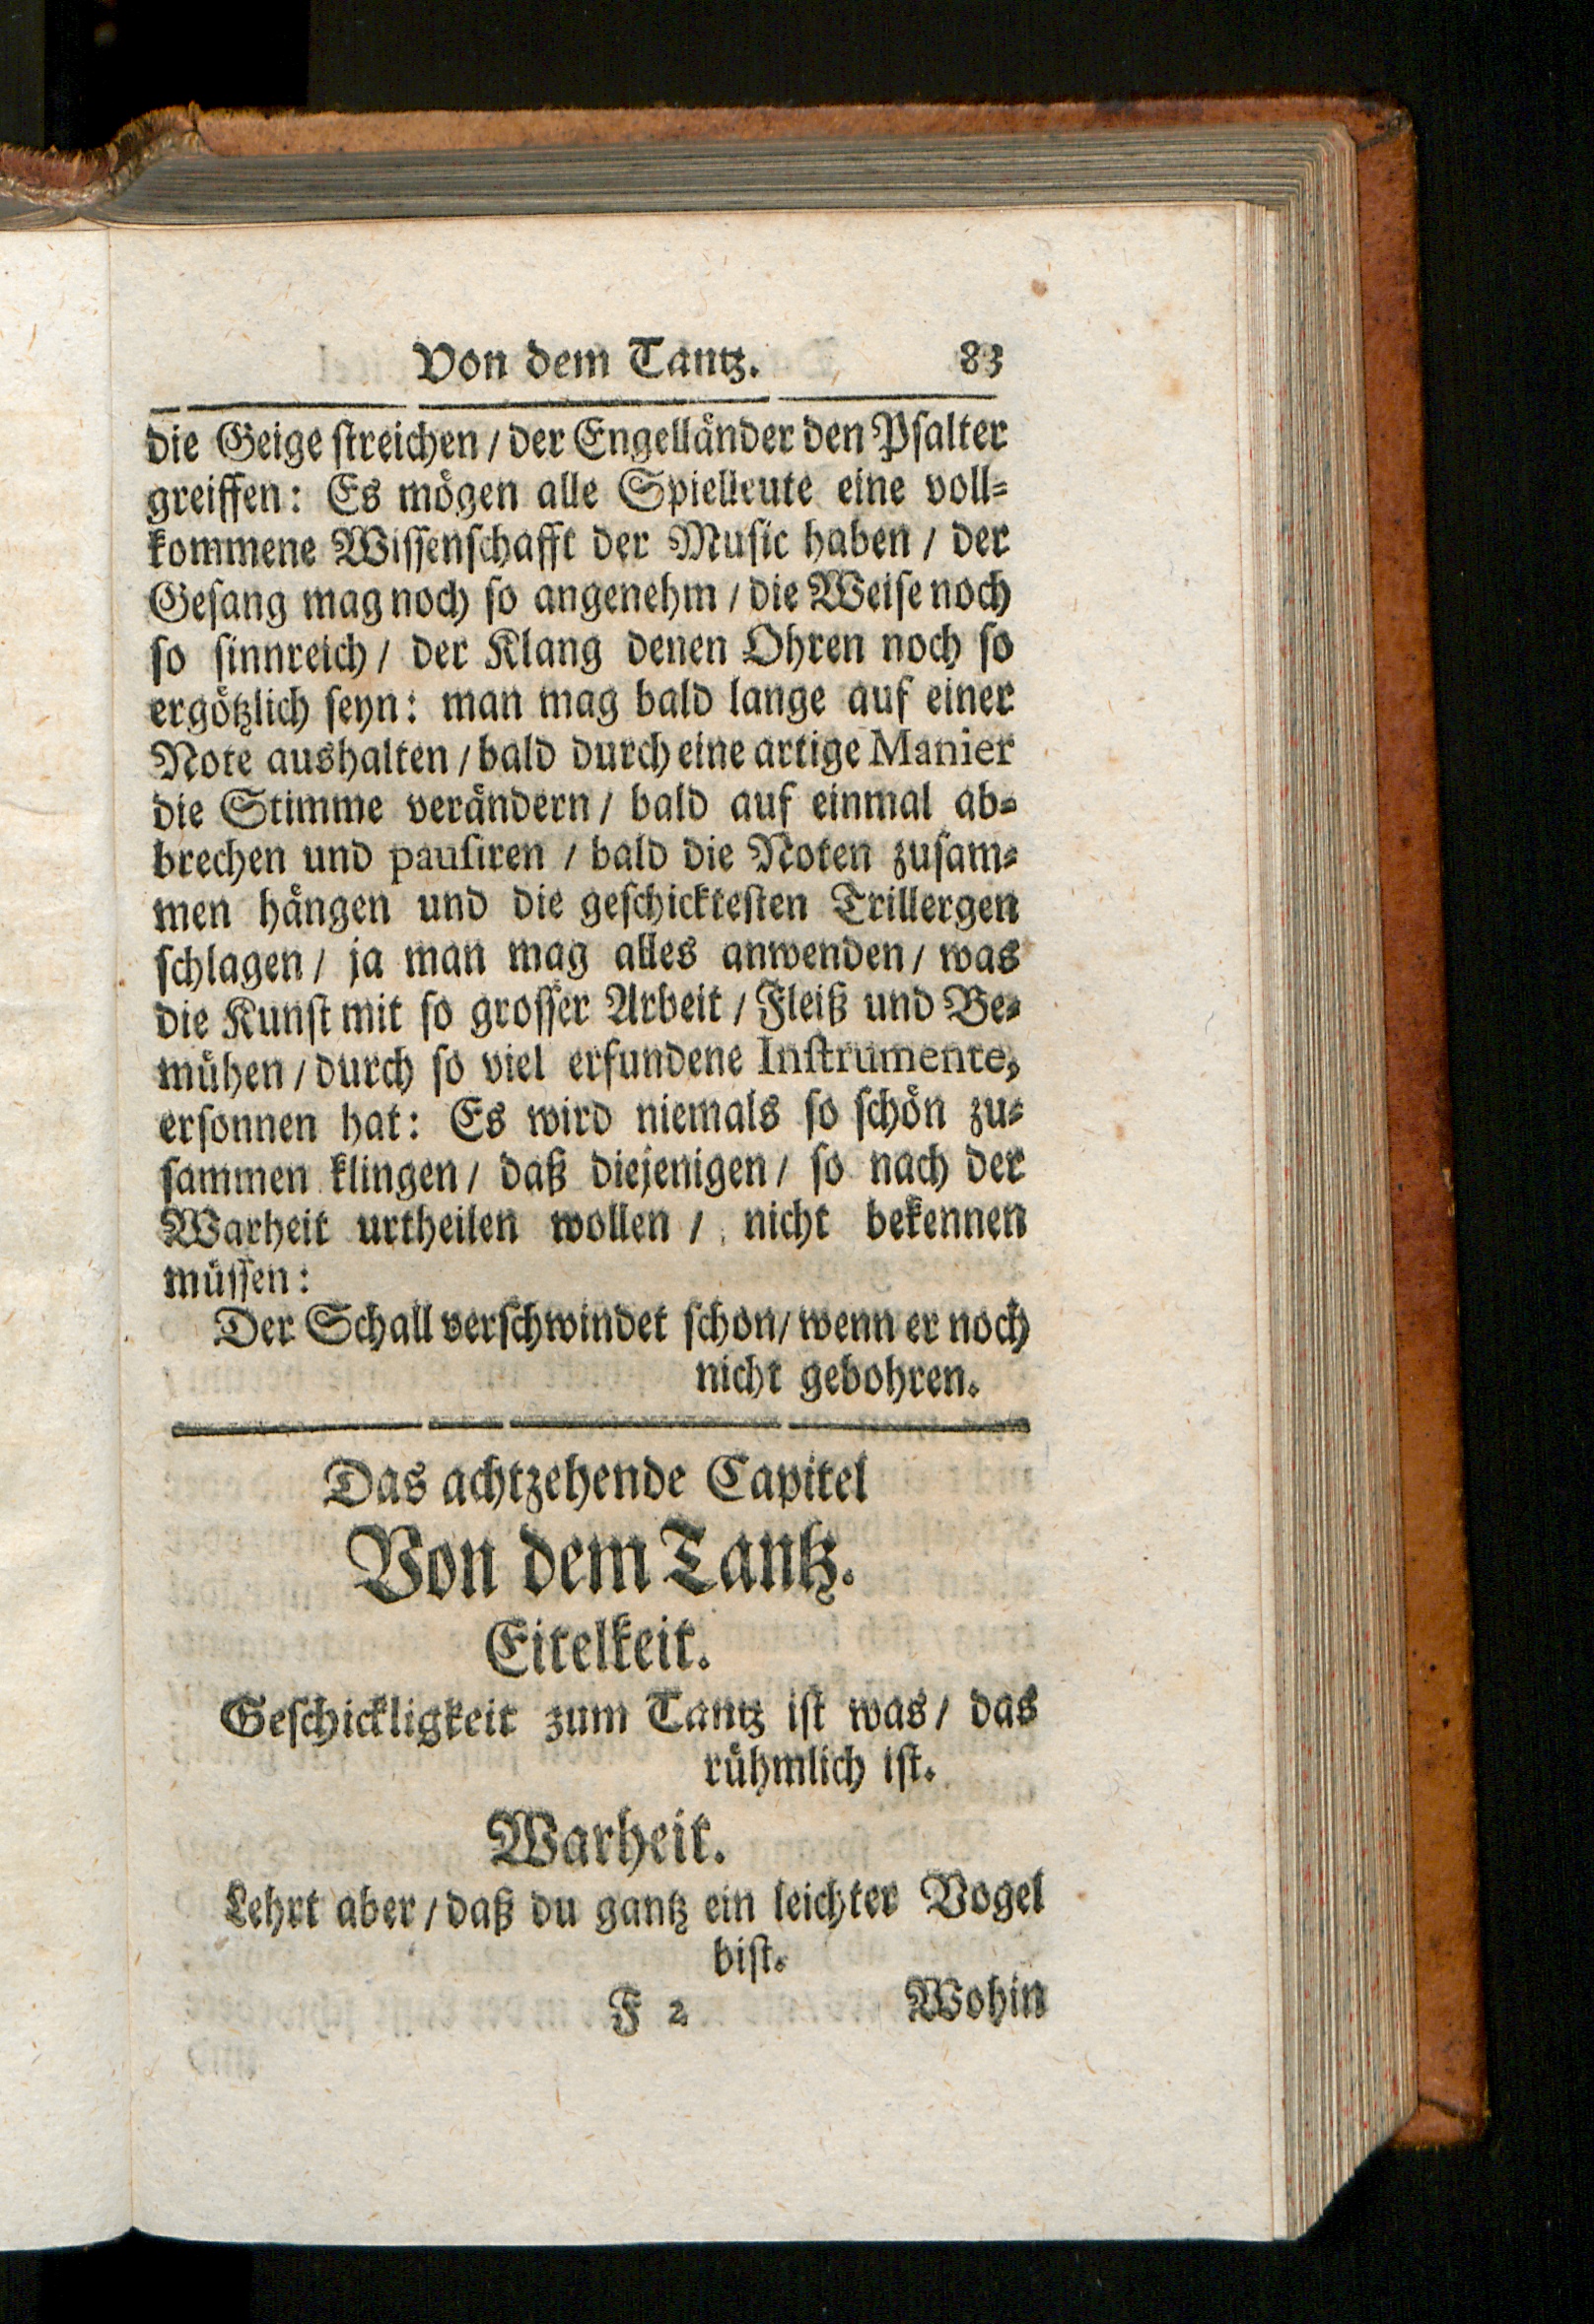 Von dem Tantz. 83
die Geige streichen / der Engelländer den Psalter
greiffen: Es mögen alle Spielleute eine voll=
kommene Wissenschafft der Music haben / der
Gesang mag noch so angenehm / die Weise noch
so sinnreich / der Klang denen Ohren noch so
ergötzlich seyn: man mag bald lange auf einer
Note aushalten / bald durch eine artige Manier
die Stimme verändern / bald auf einmal ab=
brechen und pausiren / bald die Noten zusam=
men hängen und die geschicktesten Trillergen
schlagen / ja man mag alles anwenden / was
die Kunst mit so grosser Arbeit / Fleiß und Be=
mühen / durch so viel erfundene Instrumente,
ersonnen hat: Es wird niemals so schön zu=
sammen klingen / daß diejenigen / so nach der
Warheit urtheilen wollen / nicht bekennen
müssen:
Der Schall verschwindet schon / wenn er noch
nicht gebohren.
Das achtzehende Capitel
Von dem Tantz.
Eitelkeit.
Geschickligkeit zum Tantz ist was / das
rühmlich ist.
Warheit.
Lehrt aber / daß du gantz ein leichter Vogel
bist.
F 2 Wohin